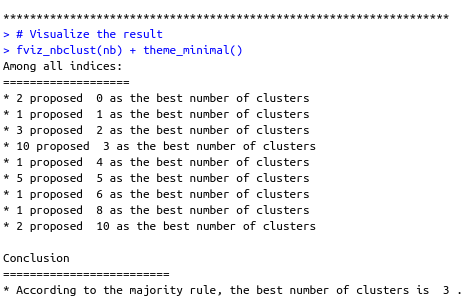 *******************************************************************
> # Visualize the result
> fviz_nbclust(nb) + theme_minimal()
Among all indices:
===================
* 2 proposed  0 as the best number of clusters
* 1 proposed  1 as the best number of clusters
* 3 proposed  2 as the best number of clusters
* 10 proposed  3 as the best number of clusters
* 1 proposed  4 as the best number of clusters
* 5 proposed  5 as the best number of clusters
* 1 proposed  6 as the best number of clusters
* 1 proposed  8 as the best number of clusters
* 2 proposed  10 as the best number of clusters

Conclusion
=========================
* According to the majority rule, the best number of clusters is  3 .